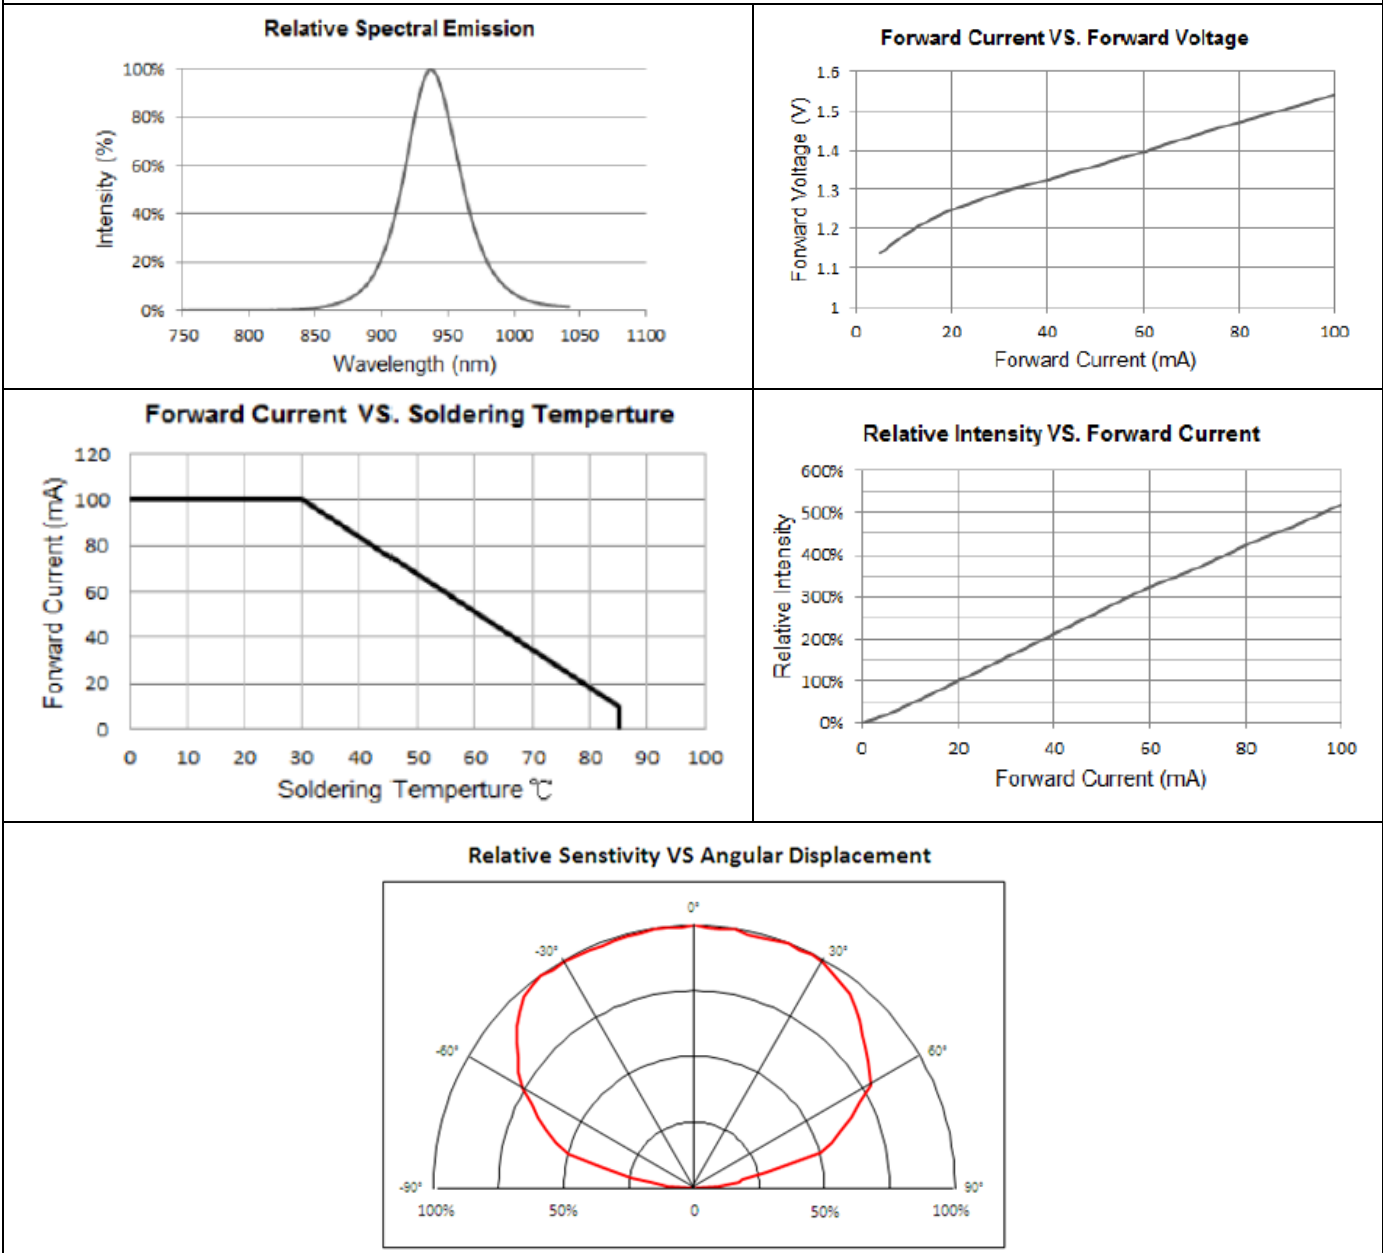 Relative Spectral Emission
100%
80%
60%
40%
20%
0%
Intensity (%)
750 800 850 900 950 1000 1050 1100
Wavelength (nm)
Forward Current VS. Forward Voltage
1.6
1.5
1.4
1.3
1.2
1.1
1
Forward Voltage (V)
0 20 40 60 80 100
Forward Current (mA)
Forward Current VS. Soldering Temperture
120
100
80
60
40
20
0
Forward Current (mA)
0 10 20 30 40 50 60 70 80 90 100
Soldering Temperture ℃
Relative Intensity VS. Forward Current
600%
500%
400%
300%
200%
100%
0%
Relative Intensity
0 20 40 60 80 100
Forward Current (mA)
Relative Senstivity VS Angular Displacement
0°
-30° 30°
-60° 60°
-90° 90°
100% 50% 0 50% 100%